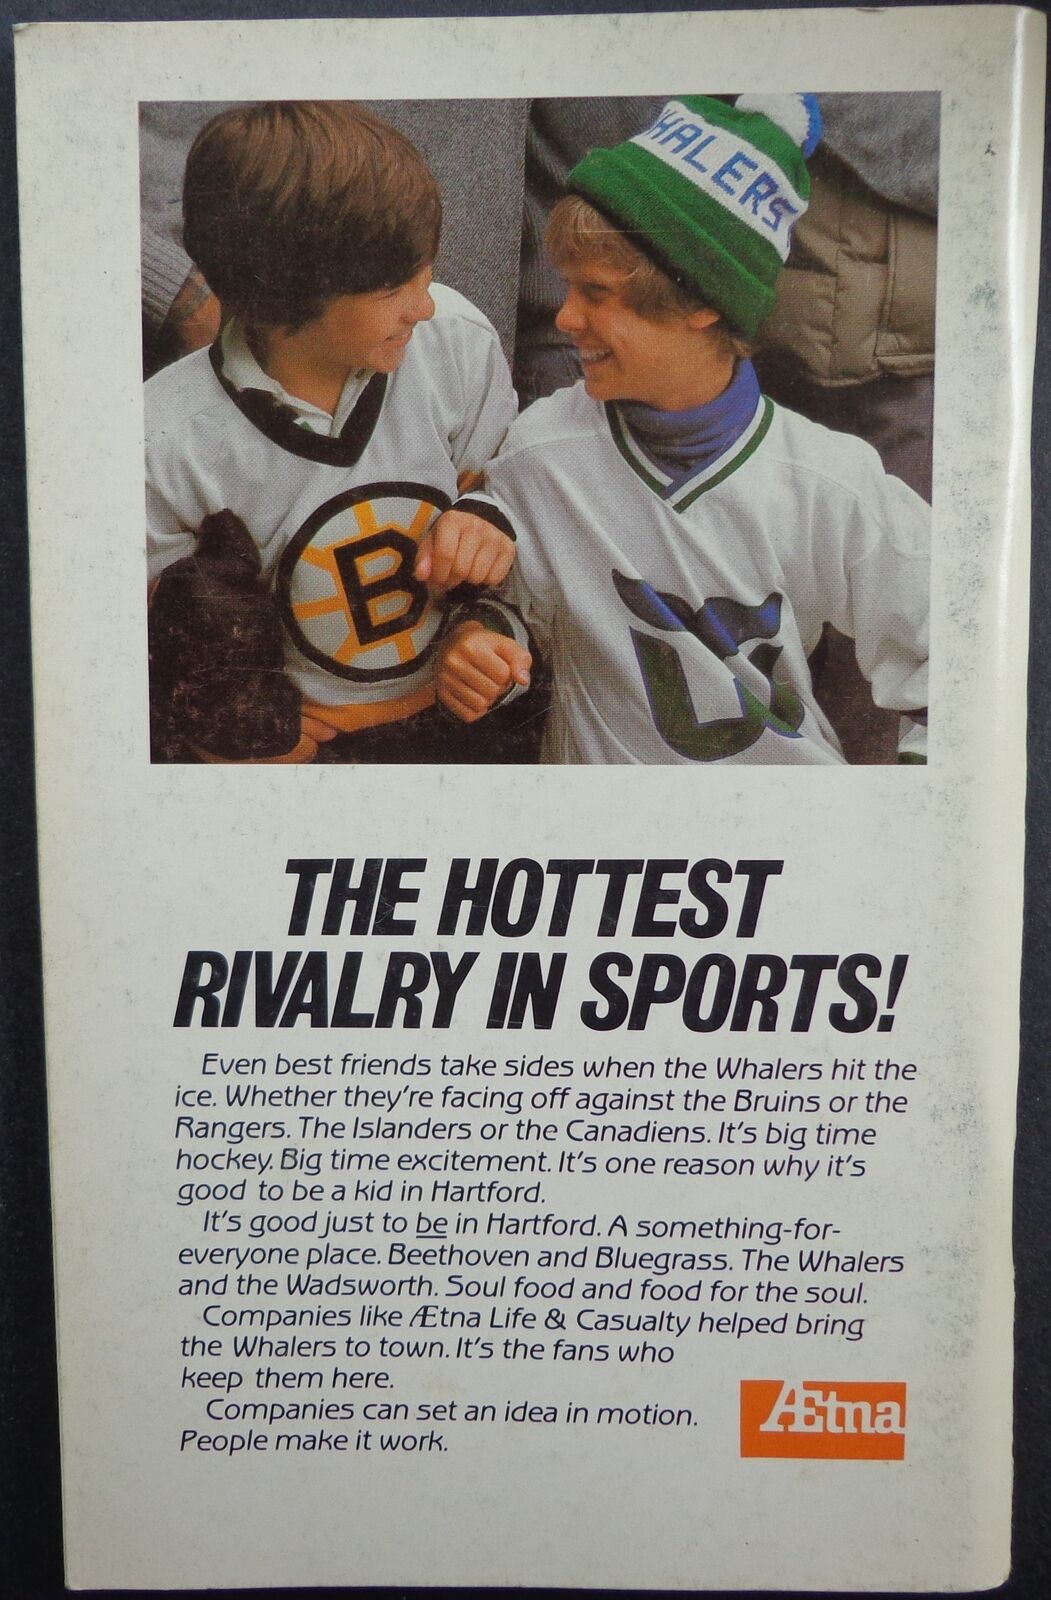 HALERS
B
THE HOTTEST
RIVALRY IN SPORTS!
Even best friends take sides when the Whalers hit the
ice. Whether they're facing off against the Bruins or the
Rangers. The Islanders or the Canadiens. It's big time
hockey. Big time excitement. It's one reason why it's
good to be a kid in Hartford.
It's good just to be in Hartford. A something-for-
everyone place. Beethoven and Bluegrass. The Whalers
and the Wadsworth. Soul food and food for the soul.
Companies like Ætna Life & Casualty helped bring
the Whalers to town. It's the fans who
keep them here.
Companies can set an idea in motion.
People make it work.
Ætna